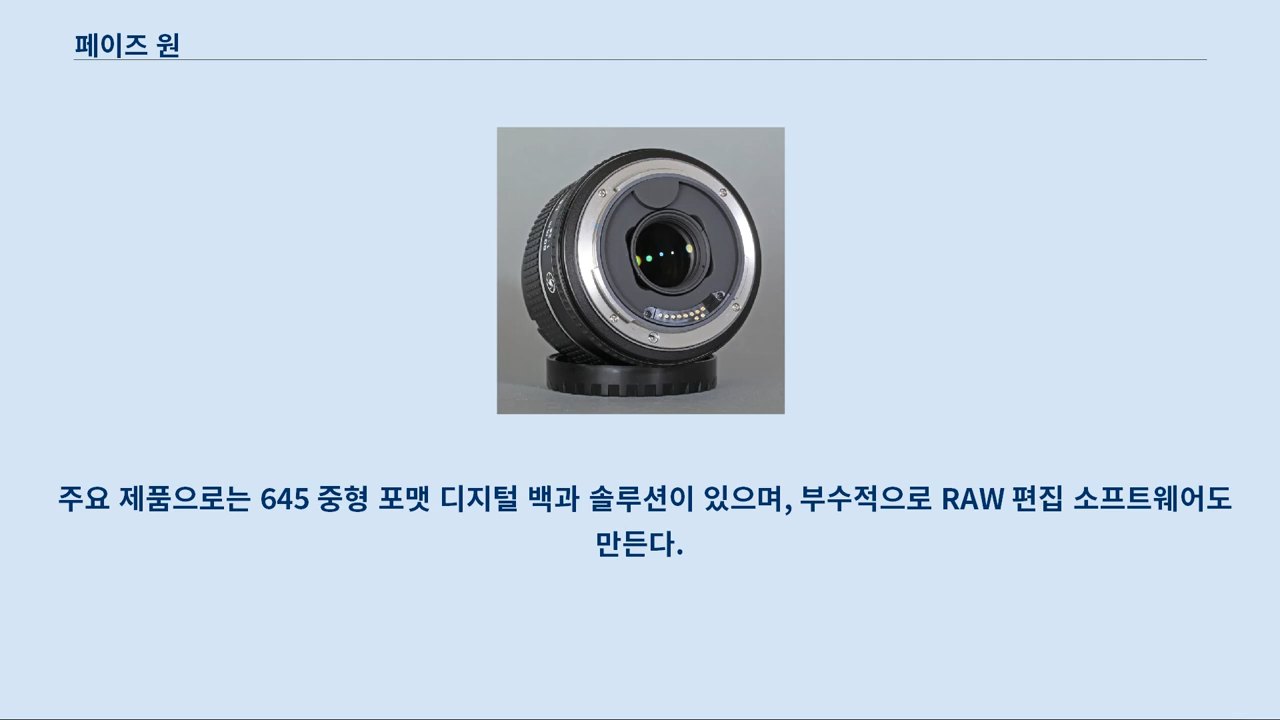 페이즈 원
주요 제품으로는 645 중형 포맷 디지털 백과 솔루션이 있으며, 부수적으로 RAW 편집 소프트웨어도
만든다.